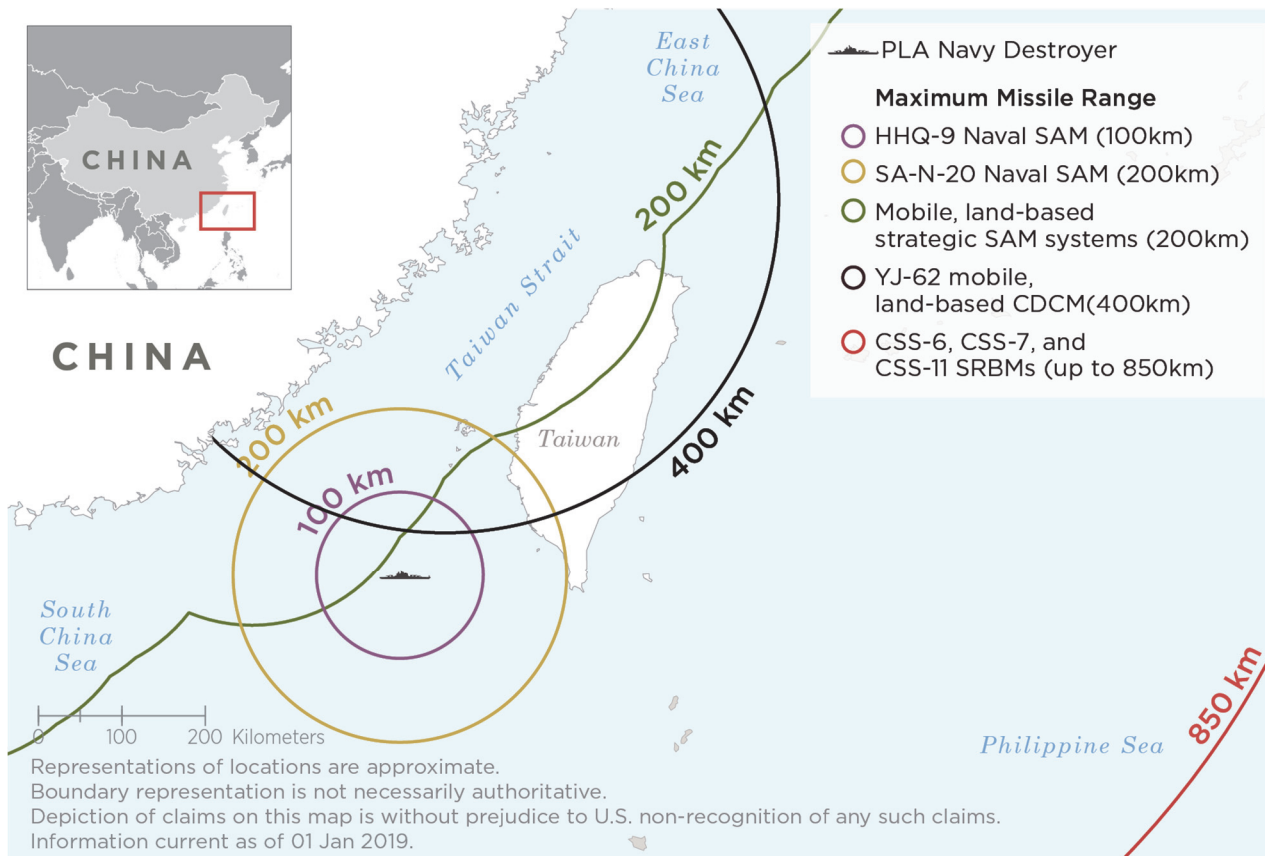 CHINA
CHINA
East
China
Sea
200 km
Taiwan Strait
200 km
100 km
Taiwan
400 km
South
China
Sea
0 100 200 Kilometers
Philippine Sea
850 km
PLA Navy Destroyer
Maximum Missile Range
HHQ-9 Naval SAM (100km)
SA-N-20 Naval SAM (200km)
Mobile, land-based
strategic SAM systems (200km)
YJ-62 mobile,
land-based CDCM(400km)
CSS-6, CSS-7, and
CSS-11 SRBMs (up to 850km)
Representations of locations are approximate.
Boundary representation is not necessarily authoritative.
Depiction of claims on this map is without prejudice to U.S. non-recognition of any such claims.
Information current as of 01 Jan 2019.